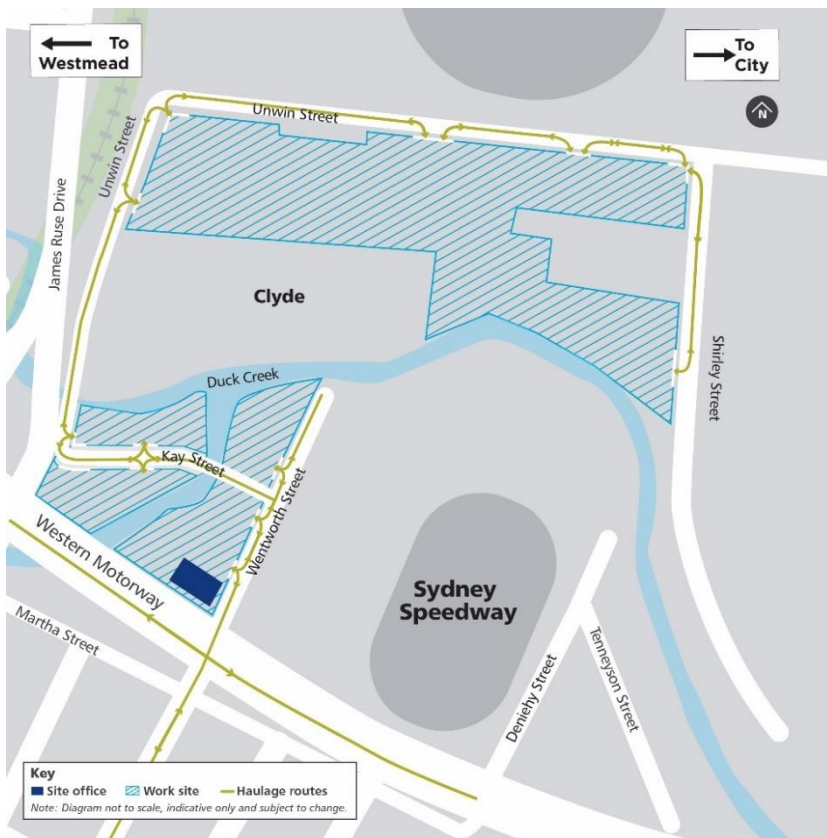 To
Westmead
To
City
N
Unwin Street
Unwin Street
James Ruse Drive
Clyde
Shirley Street
Duck Creek
Kay Street
Wentworth Street
Western Motorway
Sydney
Speedway
Martha Street
Deniehy Street
Tenneyson Street
Key
Site office
Work site
Haulage routes
Note: Diagram not to scale, indicative only and subject to change.